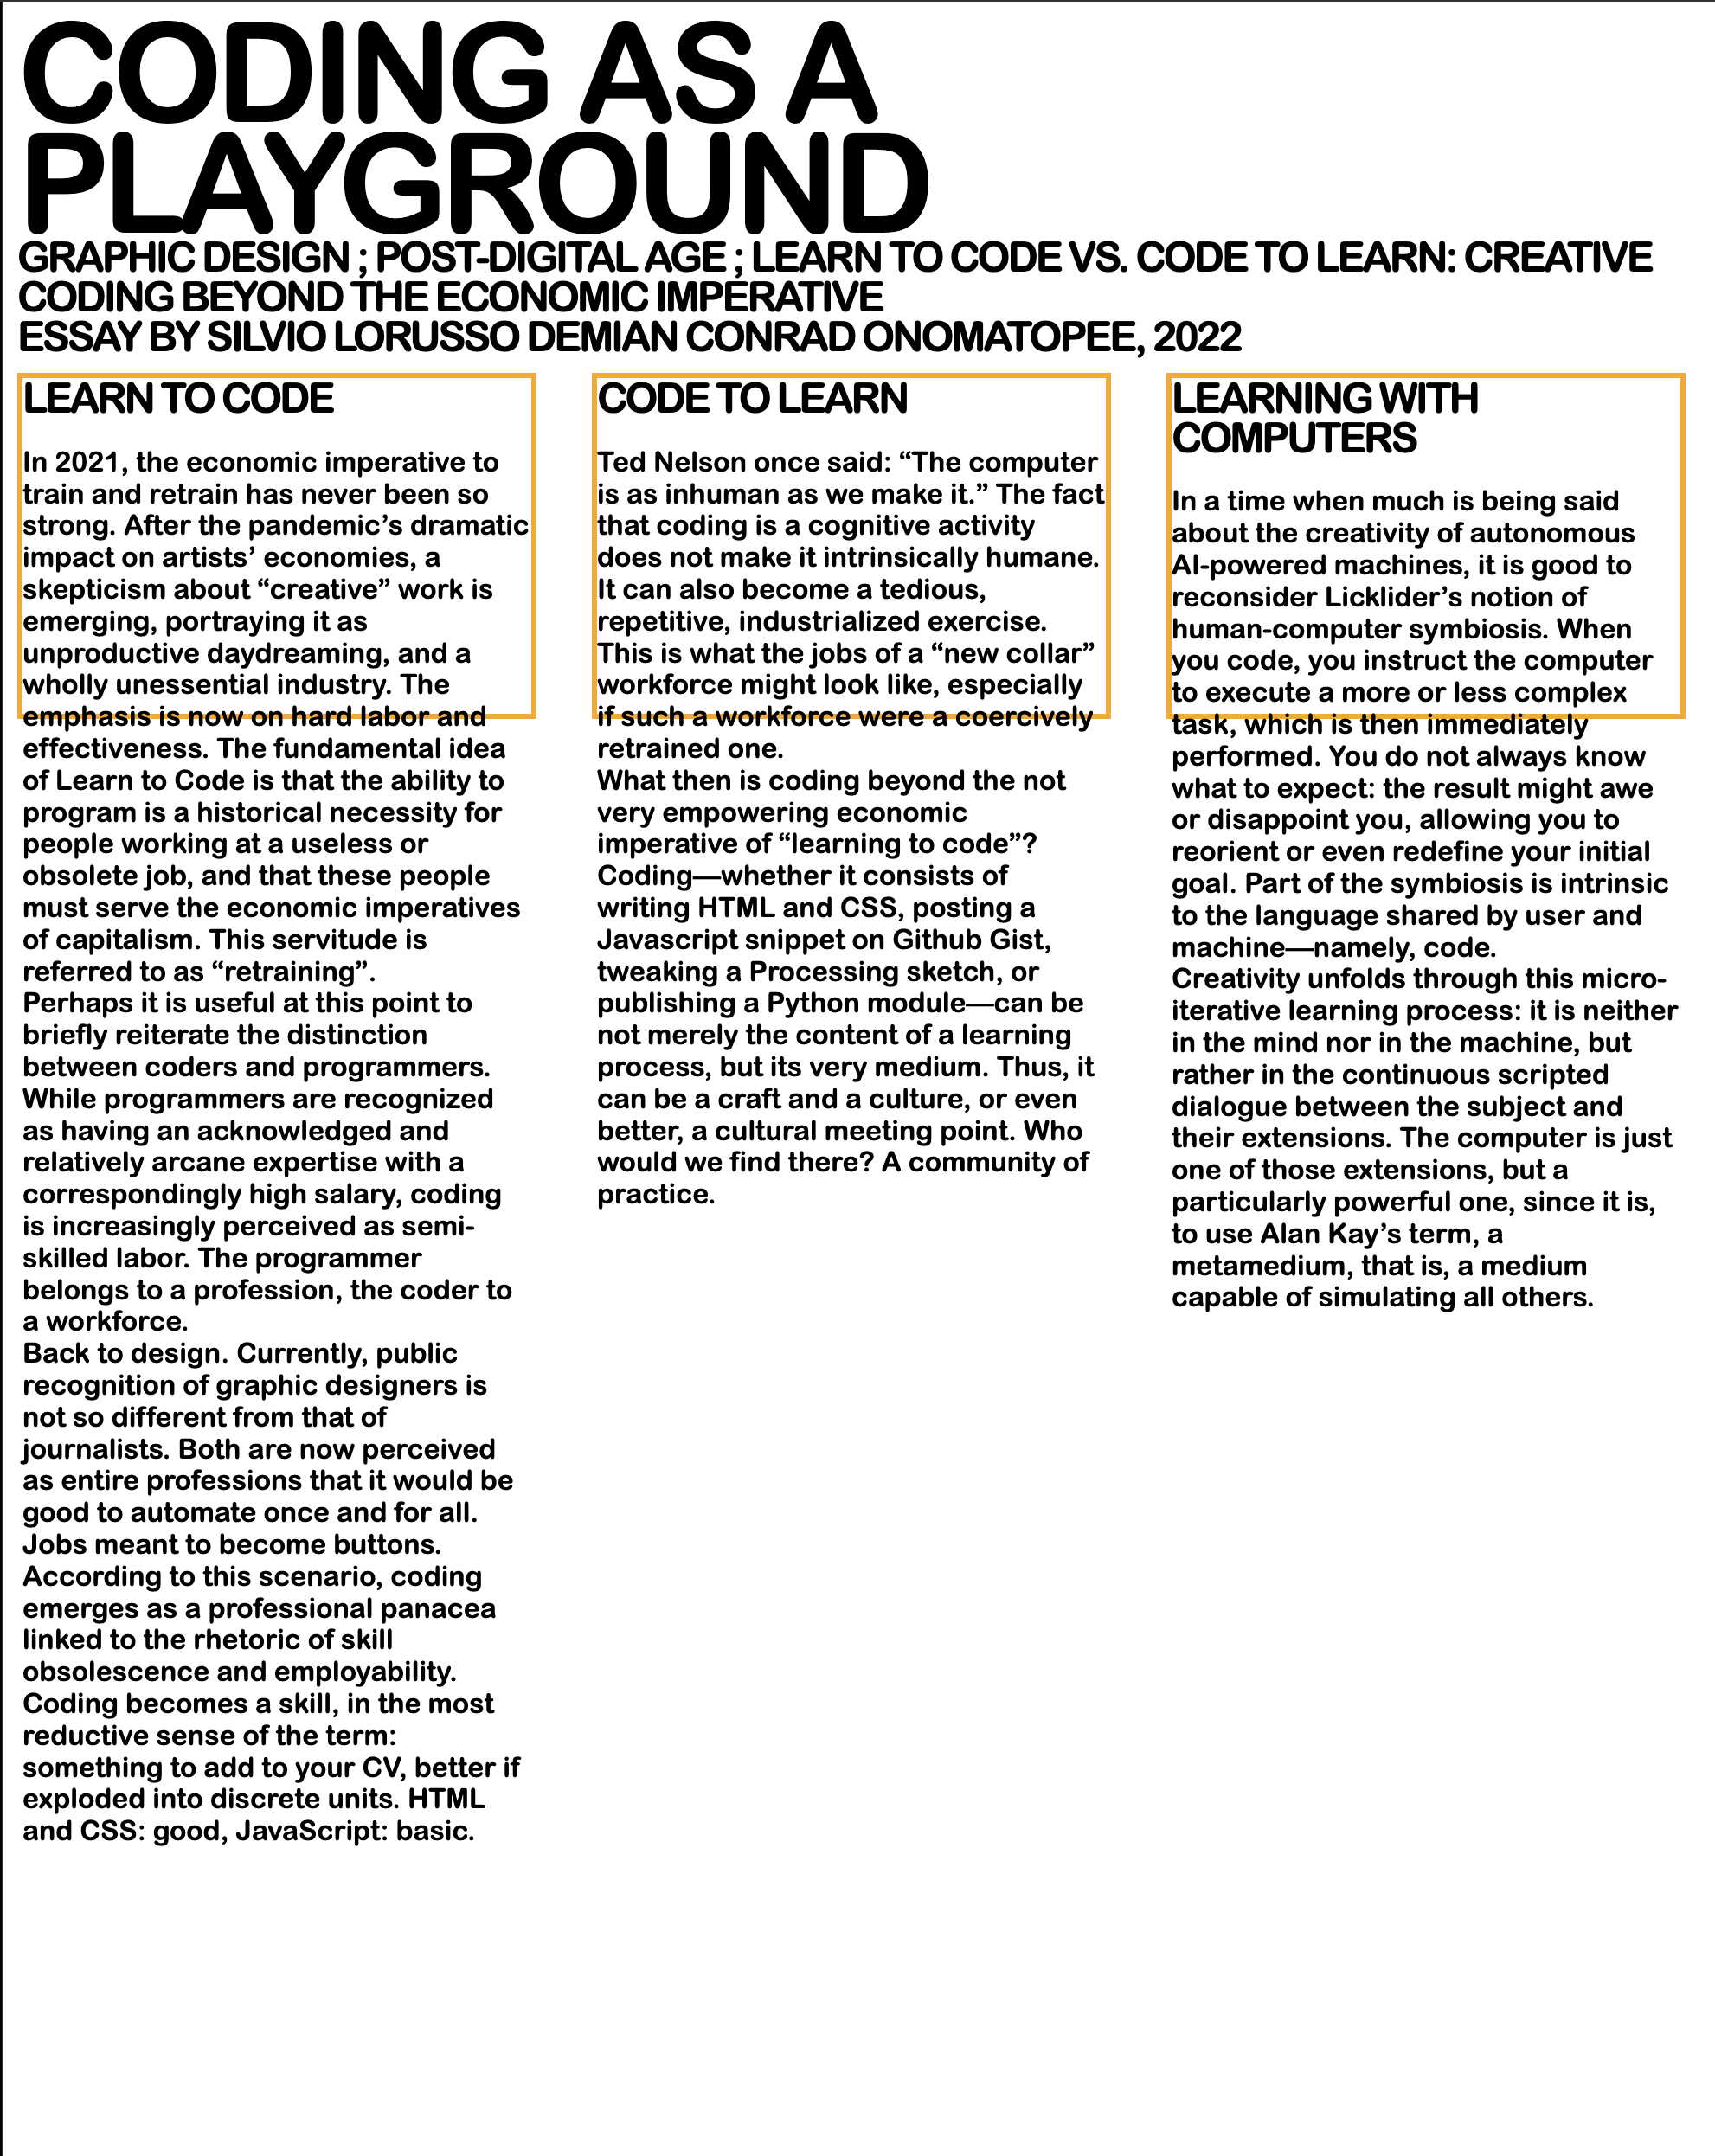 CODING AS A
PLAYGROUND
GRAPHIC DESIGN ; POST-DIGITAL AGE ; LEARN TO CODE VS. CODE TO LEARN: CREATIVE
CODING BEYOND THE ECONOMIC IMPERATIVE
ESSAY BY SILVIO LORUSSO DEMIAN CONRAD ONOMATOPEE, 2022
LEARN TO CODE
In 2021, the economic imperative to
train and retrain has never been so
strong. After the pandemic’s dramatic
impact on artists’ economies, a
skepticism about “creative” work is
emerging, portraying it as
unproductive daydreaming, and a
wholly unessential industry. The
emphasis is now on hard labor and
effectiveness. The fundamental idea
of Learn to Code is that the ability to
program is a historical necessity for
people working at a useless or
obsolete job, and that these people
must serve the economic imperatives
of capitalism. This servitude is
referred to as “retraining”.
Perhaps it is useful at this point to
briefly reiterate the distinction
between coders and programmers.
While programmers are recognized
as having an acknowledged and
relatively arcane expertise with a
correspondingly high salary, coding
is increasingly perceived as semi-
skilled labor. The programmer
belongs to a profession, the coder to
a workforce.
Back to design. Currently, public
recognition of graphic designers is
not so different from that of
journalists. Both are now perceived
as entire professions that it would be
good to automate once and for all.
Jobs meant to become buttons.
According to this scenario, coding
emerges as a professional panacea
linked to the rhetoric of skill
obsolescence and employability.
Coding becomes a skill, in the most
reductive sense of the term:
something to add to your CV, better if
exploded into discrete units. HTML
and CSS: good, JavaScript: basic.
CODE TO LEARN
Ted Nelson once said: “The computer
is as inhuman as we make it.” The fact
that coding is a cognitive activity
does not make it intrinsically humane.
It can also become a tedious,
repetitive, industrialized exercise.
This is what the jobs of a “new collar”
workforce might look like, especially
if such a workforce were a coercively
retrained one.
What then is coding beyond the not
very empowering economic
imperative of “learning to code”?
Coding—whether it consists of
writing HTML and CSS, posting a
Javascript snippet on Github Gist,
tweaking a Processing sketch, or
publishing a Python module—can be
not merely the content of a learning
process, but its very medium. Thus, it
can be a craft and a culture, or even
better, a cultural meeting point. Who
would we find there? A community of
practice.
LEARNING WITH
COMPUTERS
In a time when much is being said
about the creativity of autonomous
AI-powered machines, it is good to
reconsider Licklider’s notion of
human-computer symbiosis. When
you code, you instruct the computer
to execute a more or less complex
task, which is then immediately
performed. You do not always know
what to expect: the result might awe
or disappoint you, allowing you to
reorient or even redefine your initial
goal. Part of the symbiosis is intrinsic
to the language shared by user and
machine—namely, code.
Creativity unfolds through this micro-
iterative learning process: it is neither
in the mind nor in the machine, but
rather in the continuous scripted
dialogue between the subject and
their extensions. The computer is just
one of those extensions, but a
particularly powerful one, since it is,
to use Alan Kay’s term, a
metamedium, that is, a medium
capable of simulating all others.